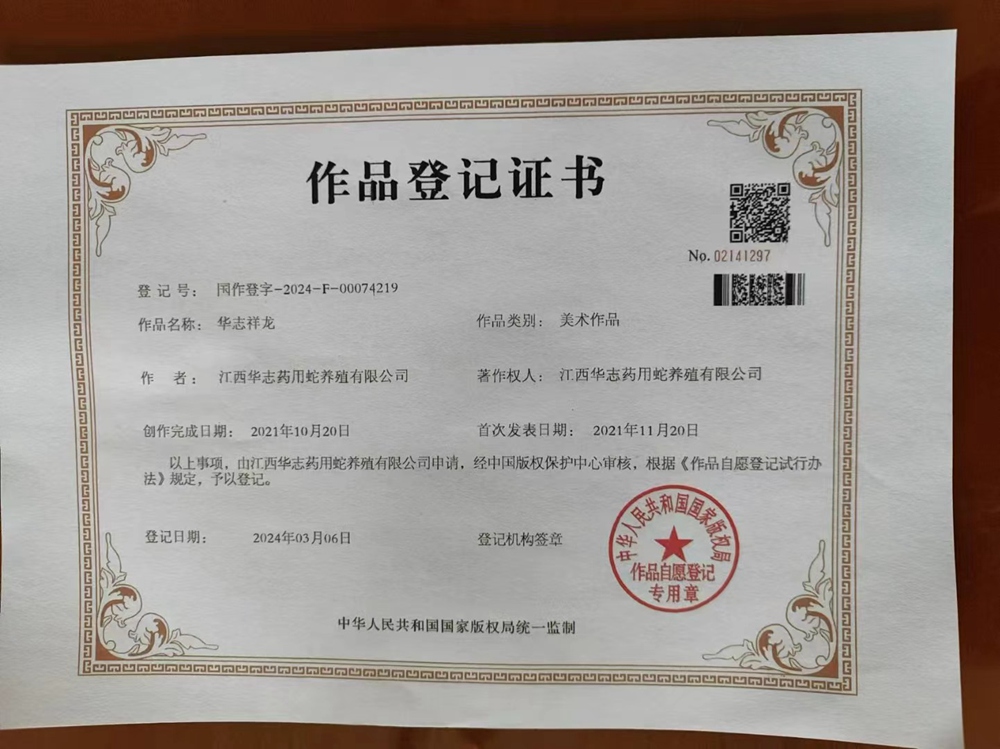 作品登记证书
No. 02141297
登 记 号： 国作登字-2024-F-00074219
作品名称： 华志祥龙 作品类别： 美术作品
作 者： 江西华志药用蛇养殖有限公司 著作权人： 江西华志药用蛇养殖有限公司
创作完成日期： 2021年10月20日 首次发表日期： 2021年11月20日
以上事项，由江西华志药用蛇养殖有限公司申请，经中国版权保护中心审核，根据《作品自愿登记试行办
法》规定，予以登记。
登记日期： 2024年03月06日 登记机构签章
中华人民共和国国家版权局
作品自愿登记
专用章
中华人民共和国国家版权局统一监制